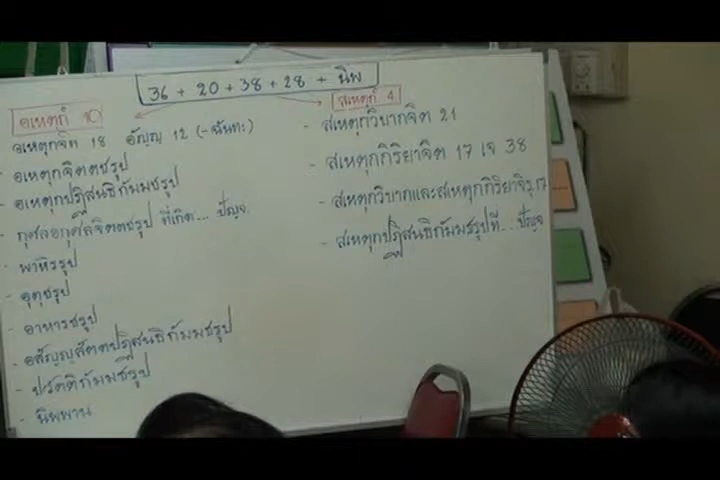 36 + 20 + 38 + 28 + นิพ
อเหตุก์ 10
อเหตุกจิต 18 อัญญ 12 (-ฉันทะ)
- อเหตุกจิตตชรูป
- อเหตุกปฏิสนธิกัมมชรูป
- กุศลอกุศลจิตตชรูป ที่เกิด... ปัญจ.
- พาหิรรูป
- อุตุชรูป
- อาหารชรูป
- อสัญญสัตตปฏิสนธิกัมมชรูป
- ปวัตติกัมมชรูป
- นิพพาน
สเหตุก์ 4
- สเหตุกวิบากจิต 21
- สเหตุกกิริยาจิต 17 เจ 38
- สเหตุกวิบากและสเหตุกกิริยาจิ.รู.17
- สเหตุกปฏิสนธิกัมมชรูปที่...ปัญจ